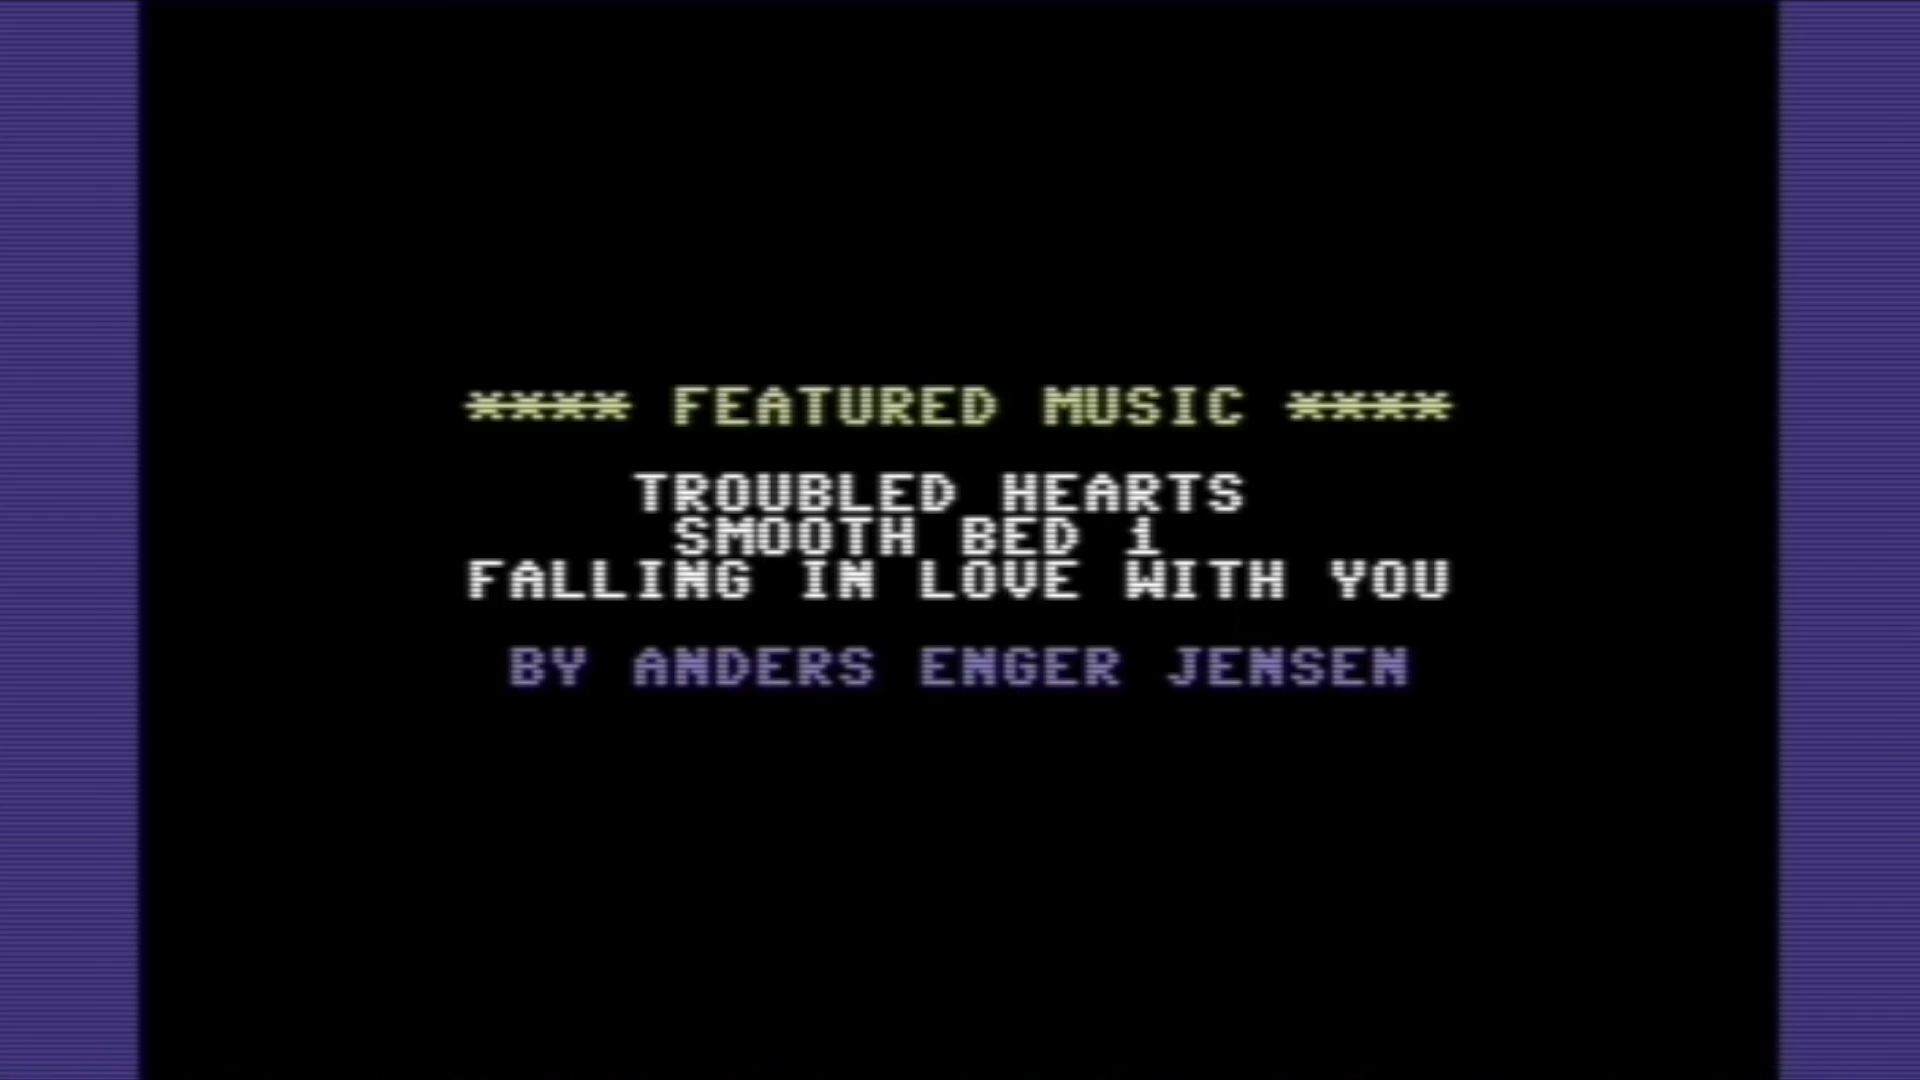 **** FEATURED MUSIC ****
TROUBLED HEARTS
SMOOTH BED 1
FALLING IN LOVE WITH YOU
BY ANDERS ENGER JENSEN